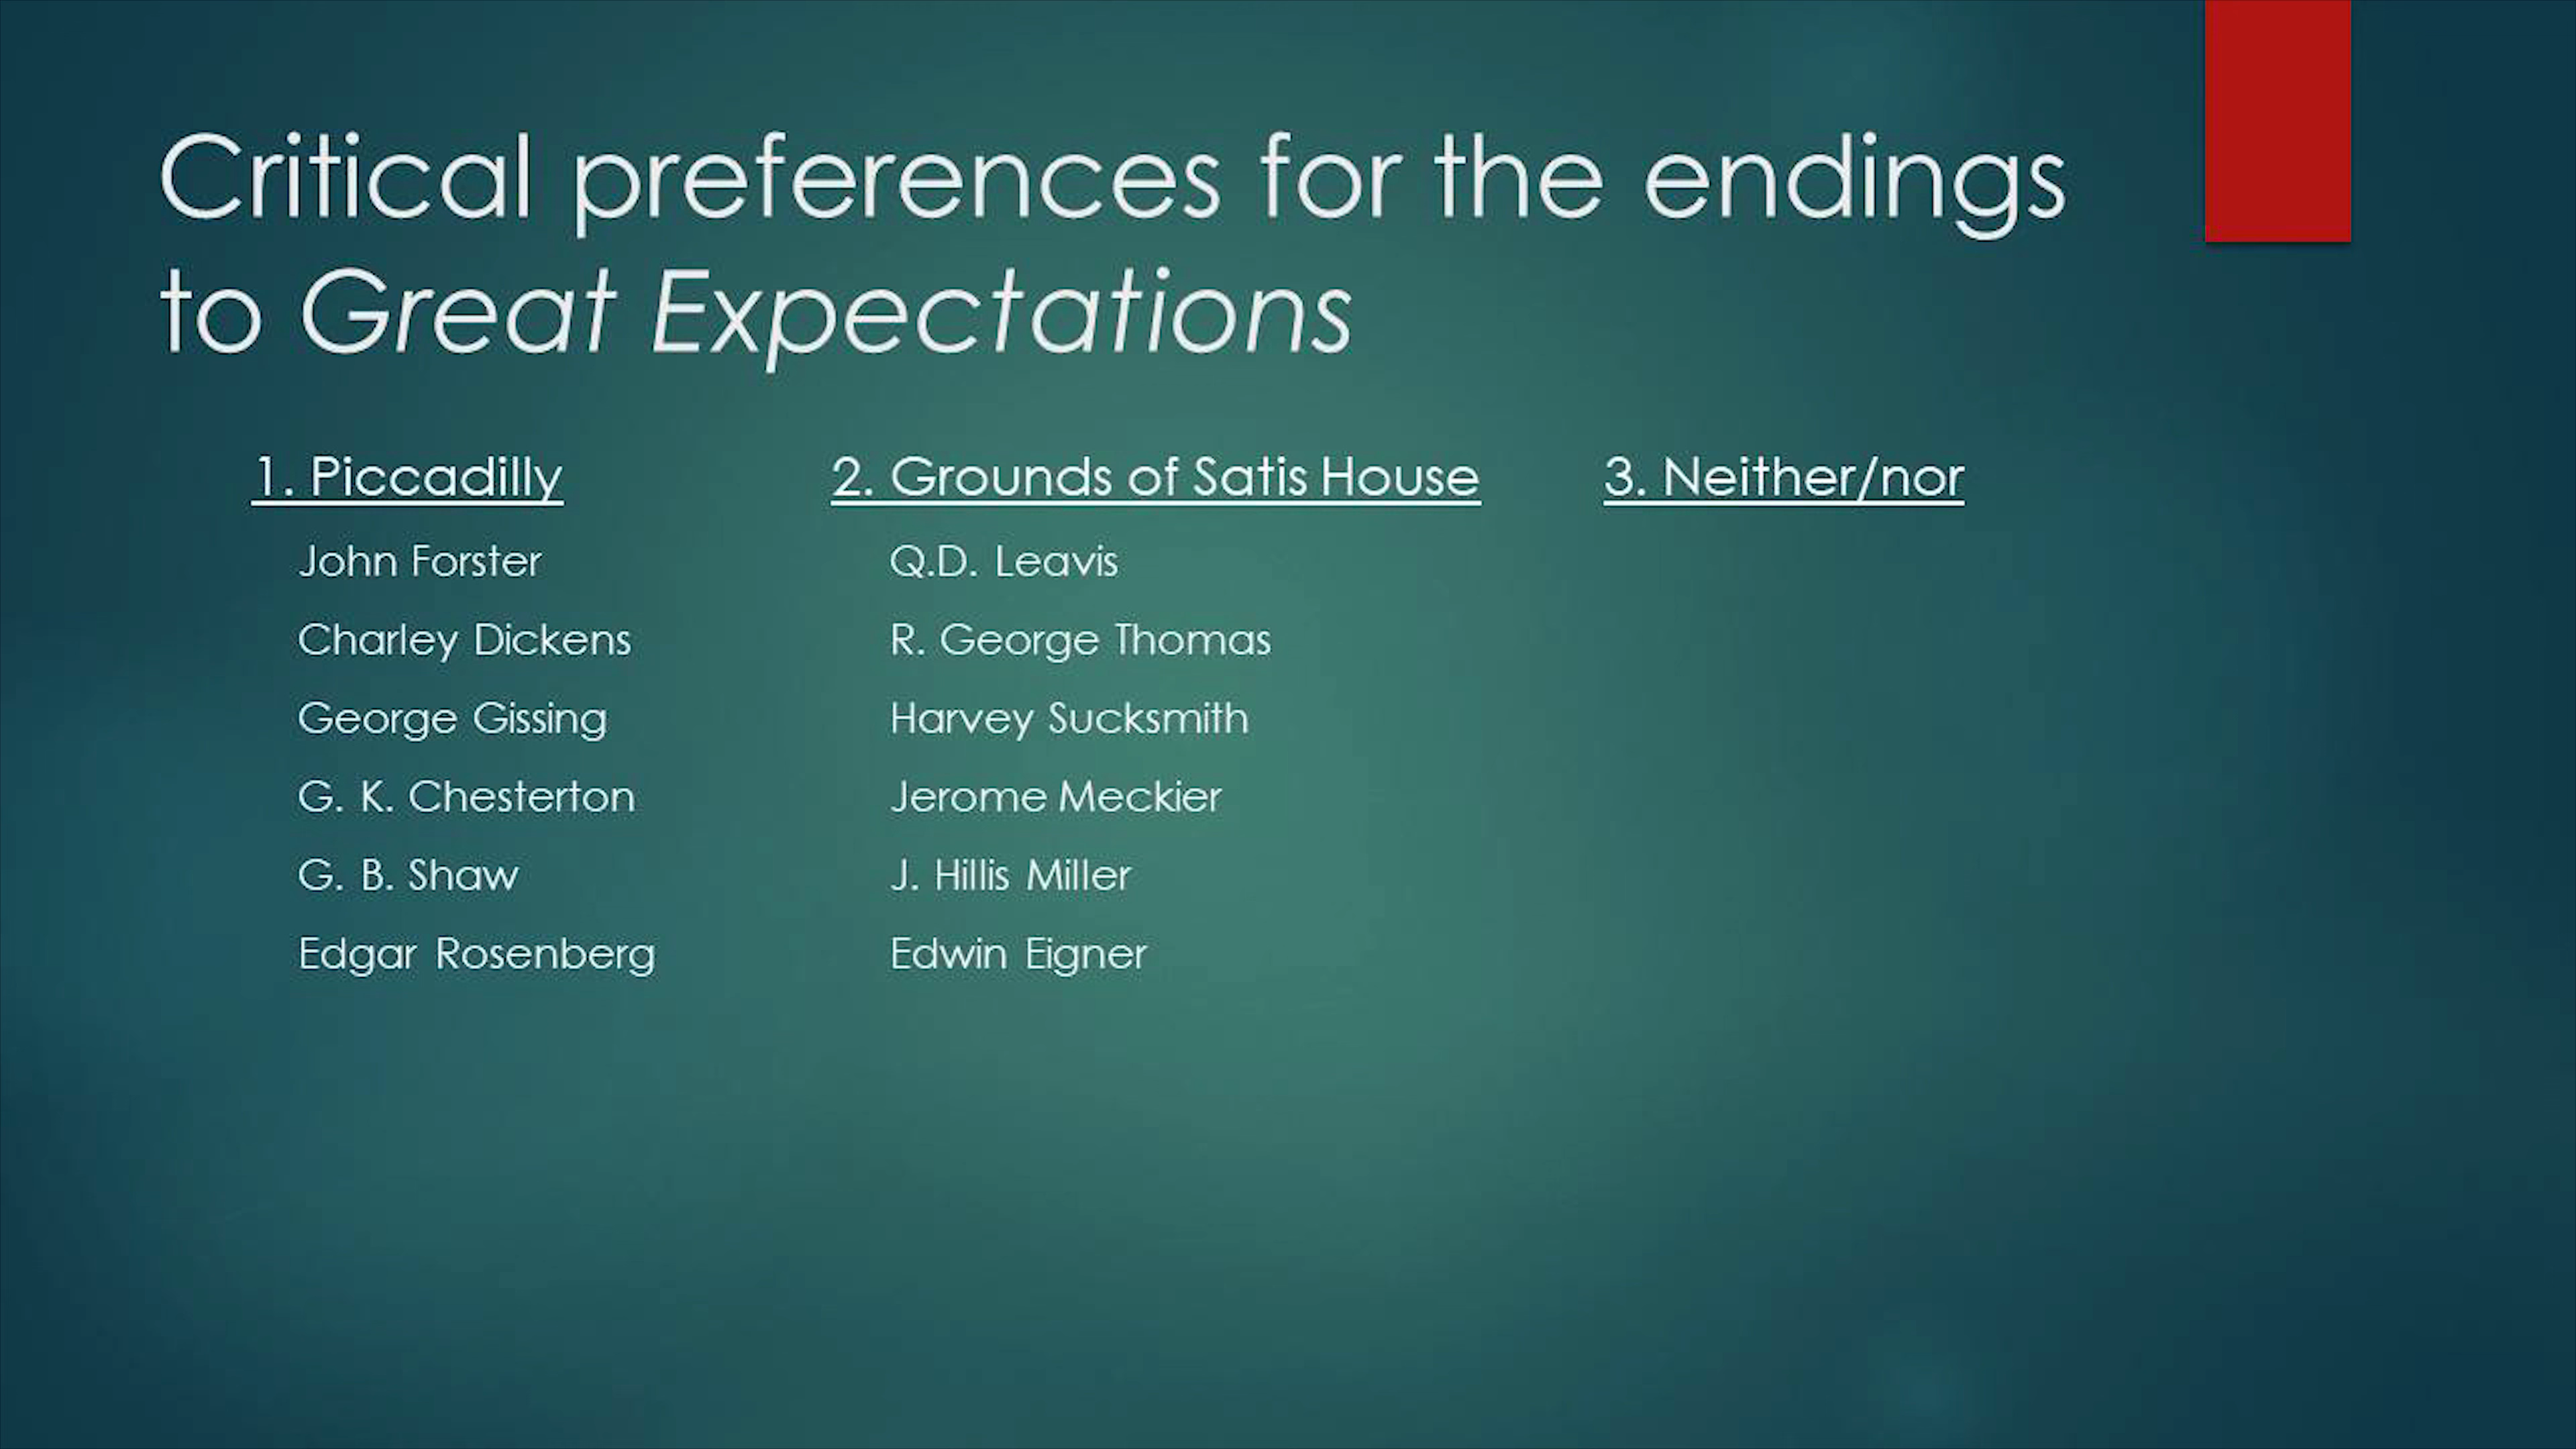 Critical preferences for the endings
to Great Expectations
1. Piccadilly
John Forster
Charley Dickens
George Gissing
G. K. Chesterton
G. B. Shaw
Edgar Rosenberg
2. Grounds of Satis House
Q.D. Leavis
R. George Thomas
Harvey Sucksmith
Jerome Meckier
J. Hillis Miller
Edwin Eigner
3. Neither/nor